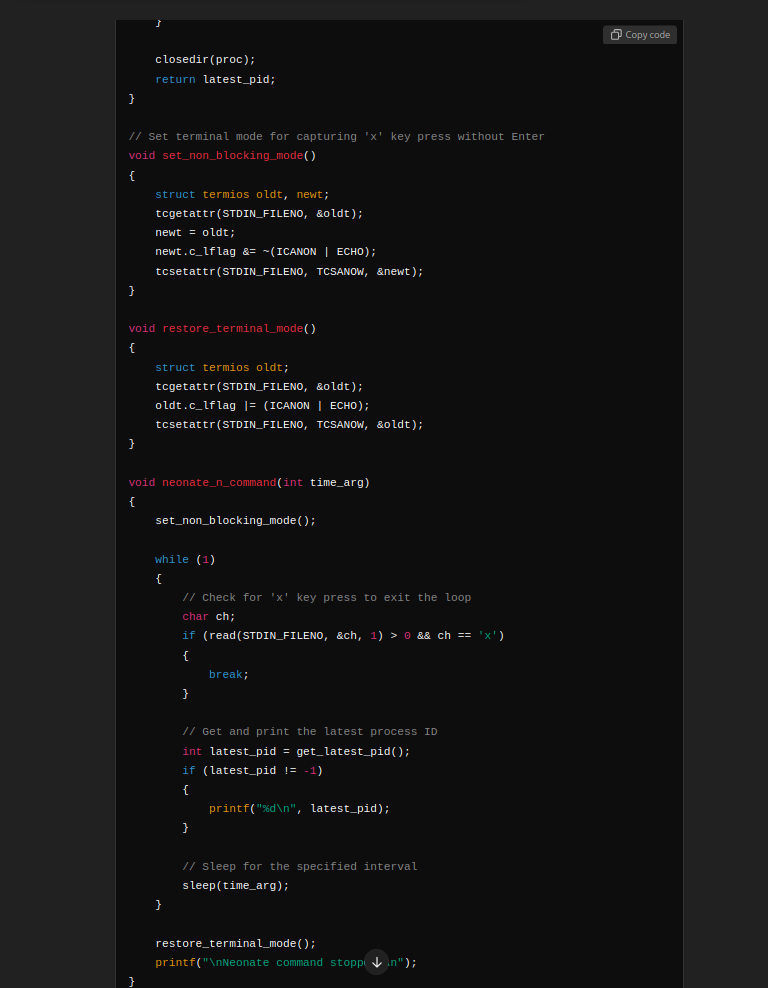 }
Copy code
closedir(proc);
return latest_pid;
}
// Set terminal mode for capturing 'x' key press without Enter
void set_non_blocking_mode()
{
struct termios oldt, newt;
tcgetattr(STDIN_FILENO, &oldt);
newt = oldt;
newt.c_lflag &= ~(ICANON | ECHO);
tcsetattr(STDIN_FILENO, TCSANOW, &newt);
}
void restore_terminal_mode()
{
struct termios oldt;
tcgetattr(STDIN_FILENO, &oldt);
oldt.c_lflag |= (ICANON | ECHO);
tcsetattr(STDIN_FILENO, TCSANOW, &oldt);
}
void neonate_n_command(int time_arg)
{
set_non_blocking_mode();
while (1)
{
// Check for 'x' key press to exit the loop
char ch;
if (read(STDIN_FILENO, &ch, 1) > 0 && ch == 'x')
{
break;
}
// Get and print the latest process ID
int latest_pid = get_latest_pid();
if (latest_pid != -1)
{
printf("%d\n", latest_pid);
}
// Sleep for the specified interval
sleep(time_arg);
}
restore_terminal_mode();
printf("\nNeonate command n");
}